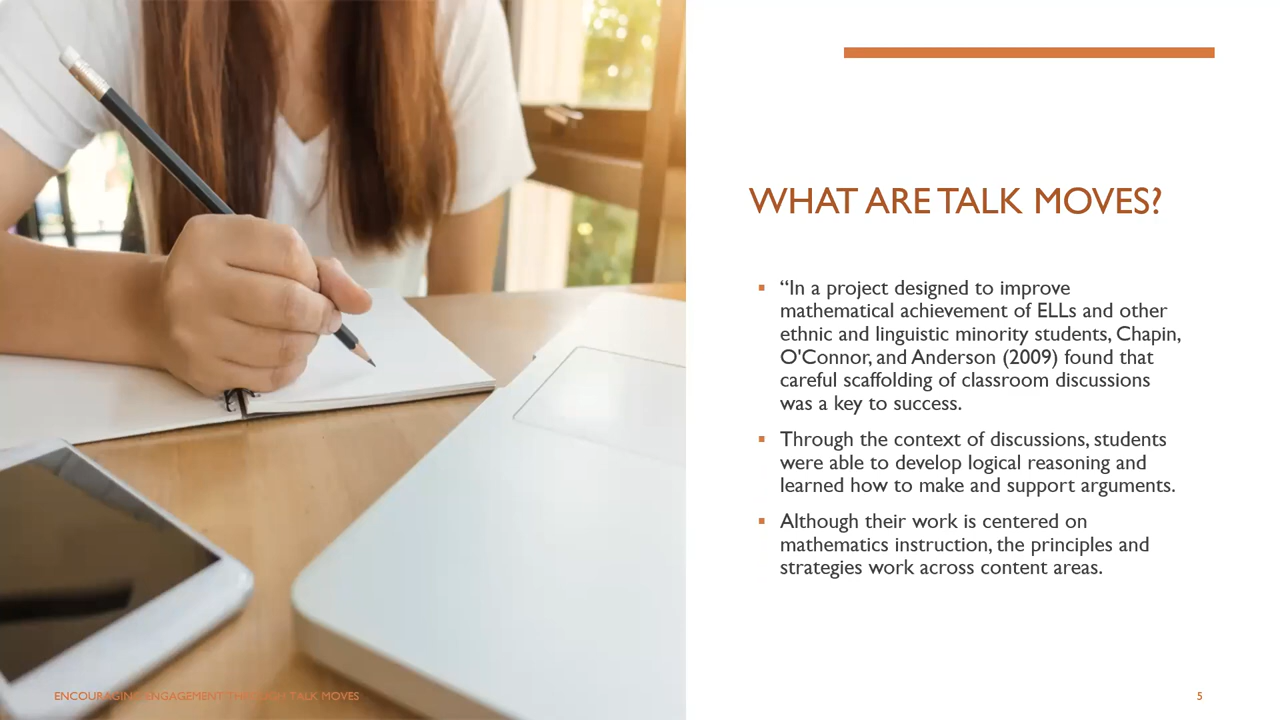 WHAT ARE TALK MOVES?
▪ “In a project designed to improve
mathematical achievement of ELLs and other
ethnic and linguistic minority students, Chapin,
O'Connor, and Anderson (2009) found that
careful scaffolding of classroom discussions
was a key to success.
▪ Through the context of discussions, students
were able to develop logical reasoning and
learned how to make and support arguments.
▪ Although their work is centered on
mathematics instruction, the principles and
strategies work across content areas.
ENCOURAGING ENGAGEMENT THROUGH TALK MOVES
5